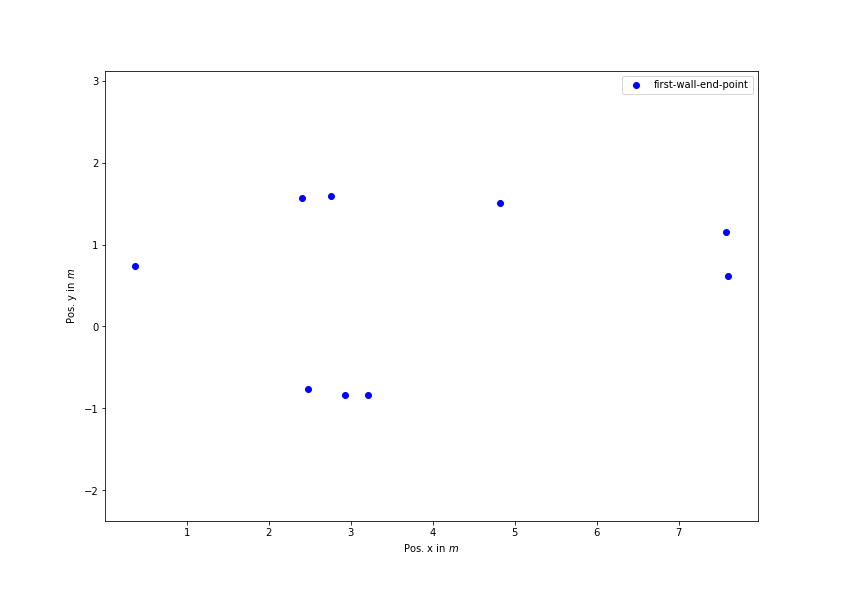 first-wall-end-point
3
2
1
0
−1
−2
Pos. y in m
1 2 3 4 5 6 7
Pos. x in m